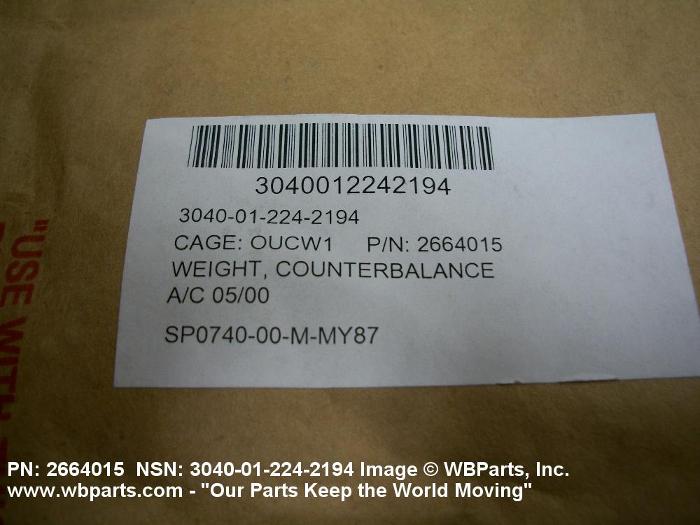 3040012242194
3040-01-224-2194
CAGE: OUCW1 P/N: 2664015
WEIGHT, COUNTERBALANCE
A/C 05/00
SP0740-00-M-MY87
"USE WITH
PN: 2664015 NSN: 3040-01-224-2194 Image © WBParts, Inc.
www.wbparts.com - "Our Parts Keep the World Moving"